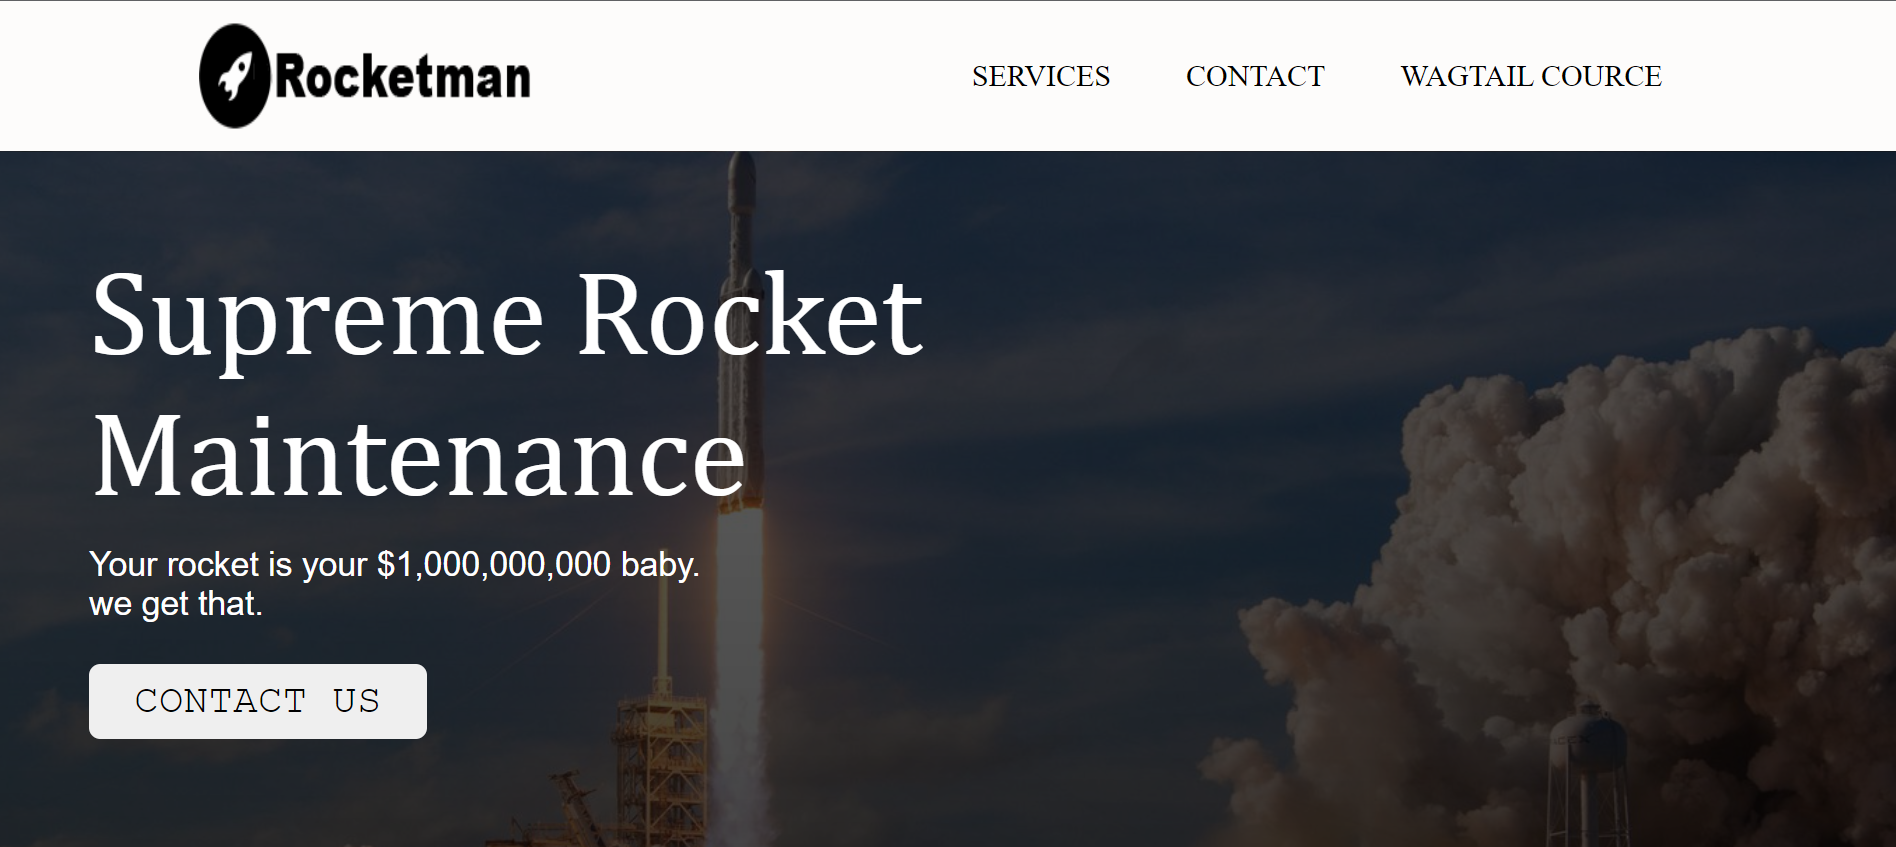 Rocketman
SERVICES CONTACT WAGTAIL COURCE
Supreme Rocket
Maintenance
Your rocket is your $1,000,000,000 baby.
we get that.
CONTACT US